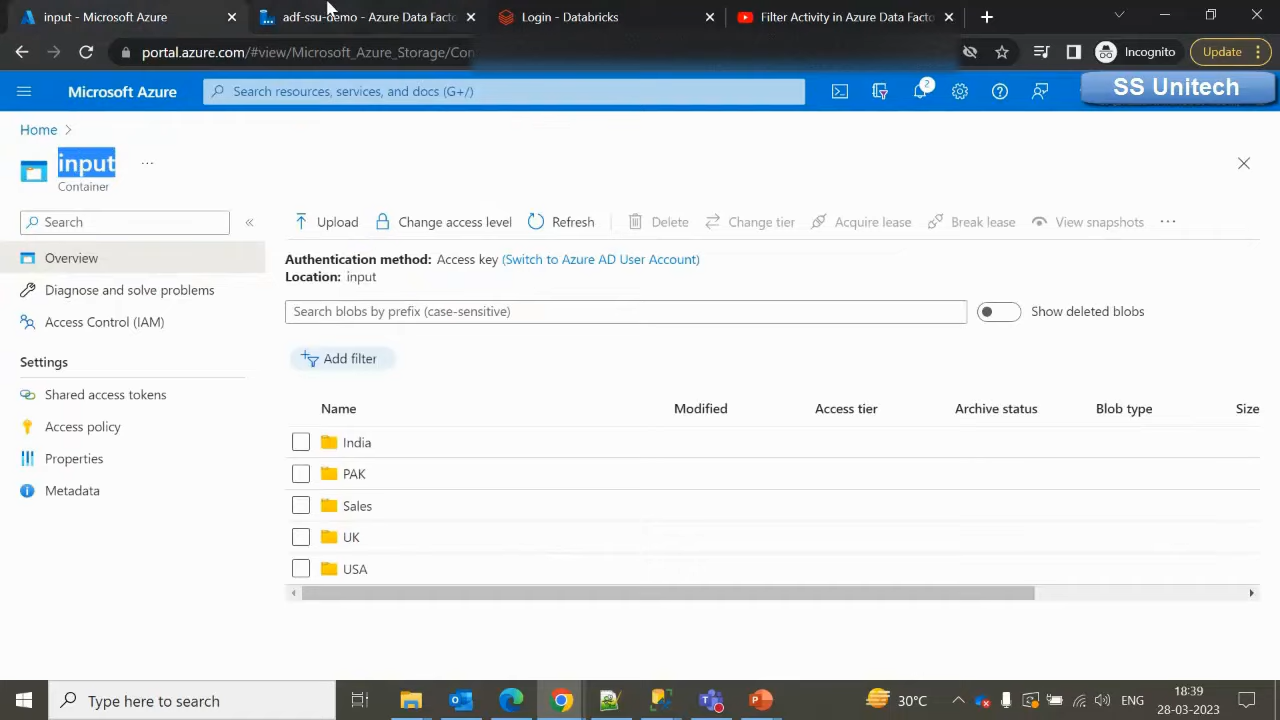 input - Microsoft Azure
adf-ssu-demo - Azure Data Facto
Login - Databricks
Filter Activity in Azure Data Facto
portal.azure.com/#view/Microsoft_Azure_Storage/Con
Incognito
Update
Microsoft Azure
Search resources, services, and docs (G+/)
2
SS Unitech
Home
input
Container
Search
Upload
Change access level
Refresh
Delete
Change tier
Acquire lease
Break lease
View snapshots
Overview
Diagnose and solve problems
Access Control (IAM)
Settings
Shared access tokens
Access policy
Properties
Metadata
Authentication method: Access key (Switch to Azure AD User Account)
Location: input
Search blobs by prefix (case-sensitive)
Show deleted blobs
Add filter
Name Modified Access tier Archive status Blob type Size
India
PAK
Sales
UK
USA
Type here to search
30°C
ENG
18:39
28-03-2023